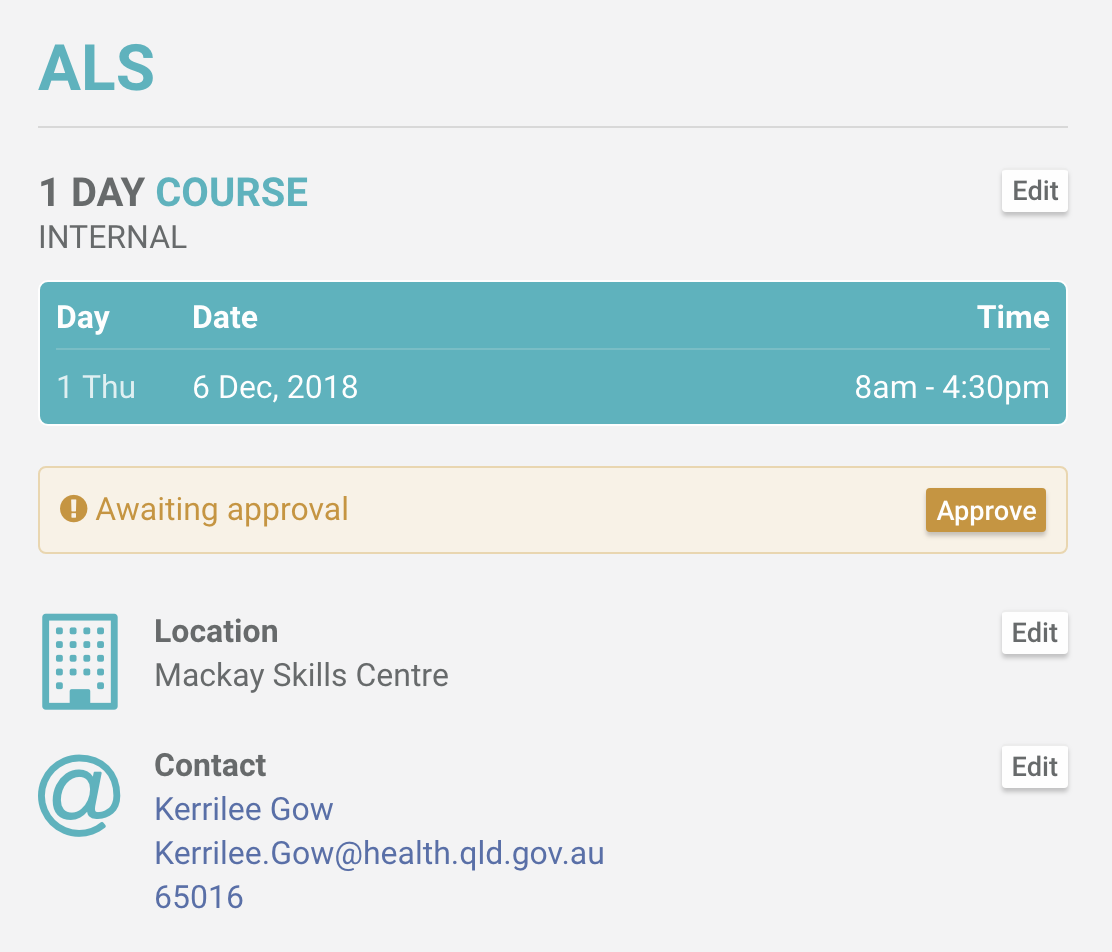 ALS
1 DAY COURSE
Edit
INTERNAL
Day Date Time
1 Thu 6 Dec, 2018 8am - 4:30pm
Awaiting approval Approve
Location
Edit
Mackay Skills Centre
Contact
Edit
Kerrilee Gow
Kerrilee.Gow@health.qld.gov.au
65016